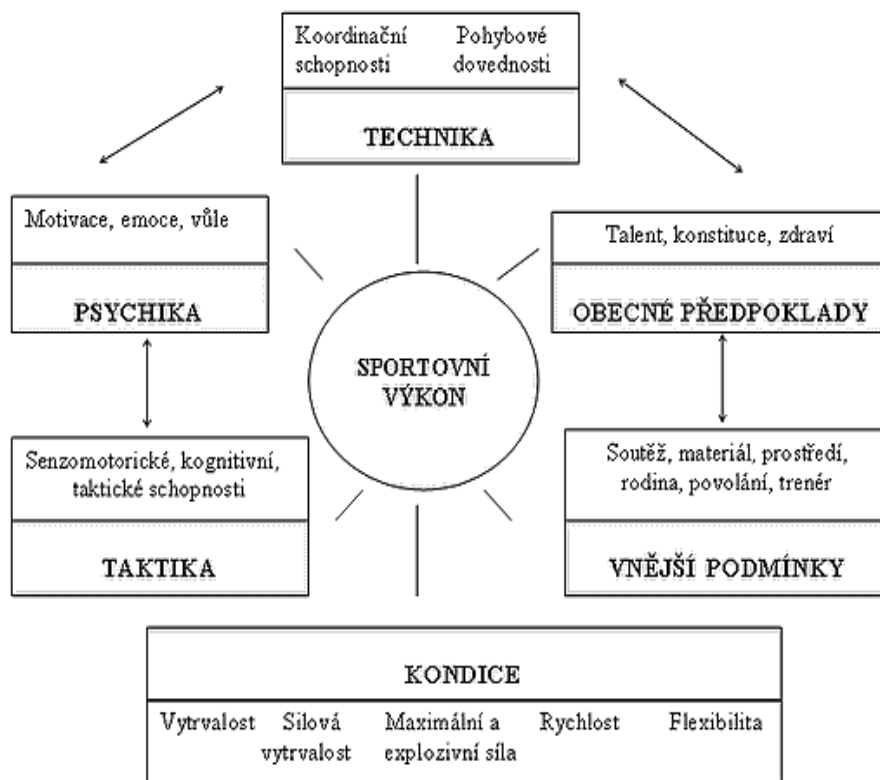 Koordinační schopnosti
Pohybové dovednosti
TECHNIKA
Motivace, emoce, vůle
PSYCHIKA
Talent, konstituce, zdraví
OBECNÉ PŘEDPOKLADY
SPORTOVNÍ
VÝKON
Senzomotorické, kognitivní,
taktické schopnosti
TAKTIKA
Soutěž, materiál, prostředí,
rodina, povolání, trenér
VNĚJŠÍ PODMÍNKY
KONDICE
Vytrvalost
Silová
vytrvalost
Maximální a
explozivní síla
Rychlost
Flexibilita